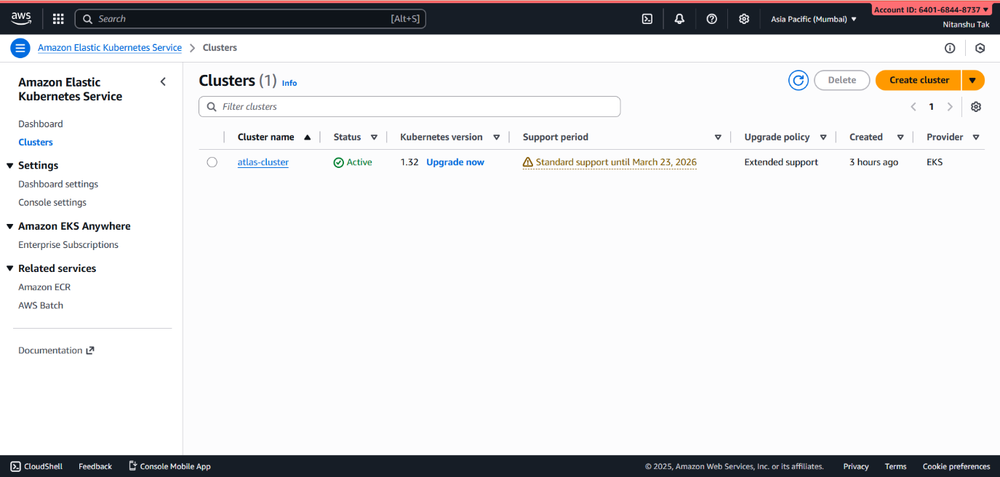 aws
Search [Alt+S]
Asia Pacific (Mumbai)
Account ID: 6401-6844-8737
Nitanshu Tak
Amazon Elastic Kubernetes Service > Clusters
Amazon Elastic
Kubernetes Service
Dashboard
Clusters
Settings
Dashboard settings
Console settings
Amazon EKS Anywhere
Enterprise Subscriptions
Related services
Amazon ECR
AWS Batch
Documentation
Clusters (1) Info
Delete
Create cluster
Filter clusters
1
Cluster name Status Kubernetes version Support period Upgrade policy Created Provider
atlas-cluster Active 1.32 Upgrade now Standard support until March 23, 2026 Extended support 3 hours ago EKS
CloudShell Feedback Console Mobile App © 2025, Amazon Web Services, Inc. or its affiliates. Privacy Terms Cookie preferences